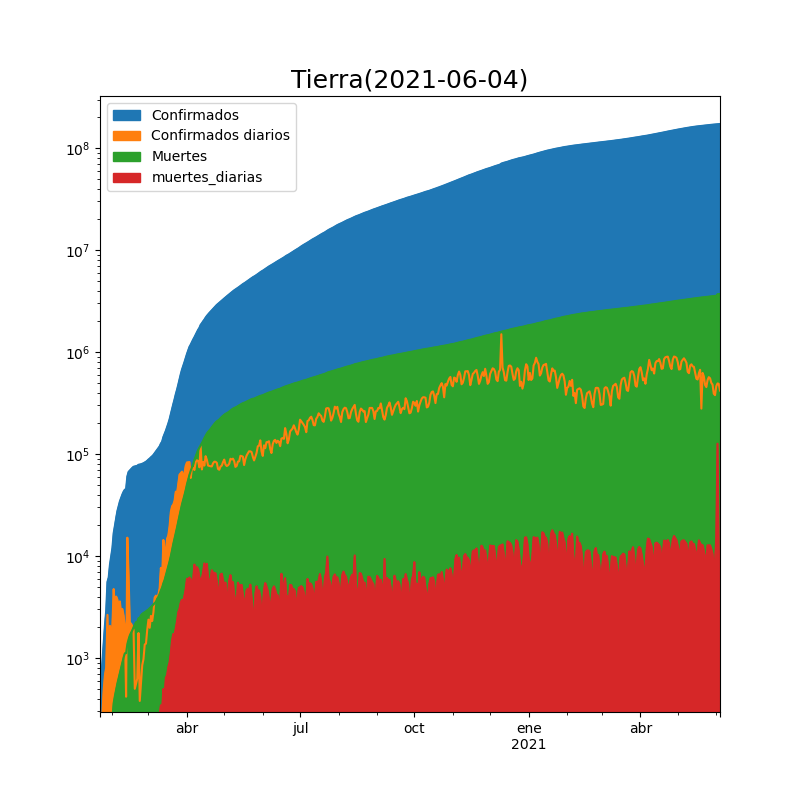 Tierra(2021-06-04)
Confirmados
Confirmados diarios
Muertes
muertes_diarias
10^8
10^7
10^6
10^5
10^4
10^3
abr jul oct ene abr
2021